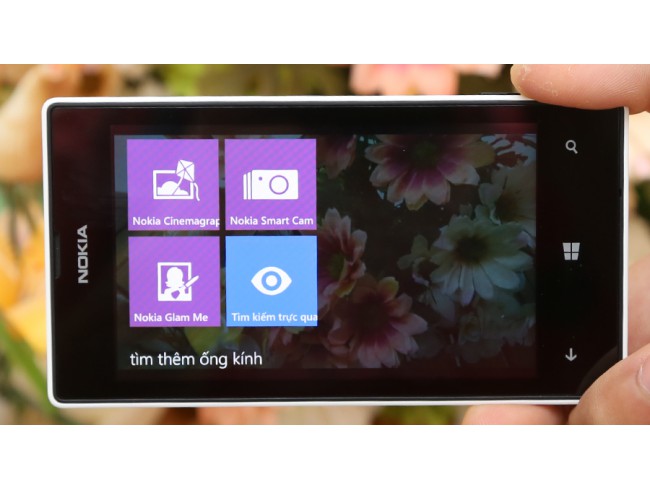 NOKIA
Nokia Cinemagrap
Nokia Smart Cam
Nokia Glam Me
Tìm kiếm trực qua
tìm thêm ống kính